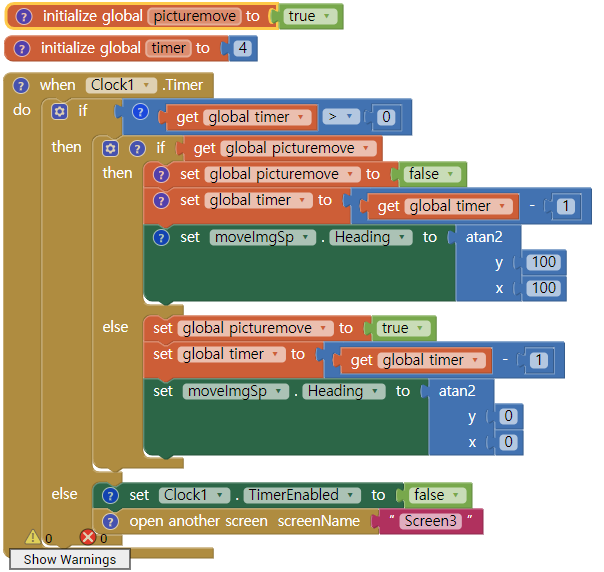 initialize global picturemove to true
initialize global timer to 4
when Clock1 .Timer
do if get global timer > 0
then if get global picturemove
then set global picturemove to false
set global timer to get global timer - 1
set moveImgSp . Heading to atan2
y 100
x 100
else set global picturemove to true
set global timer to get global timer - 1
set moveImgSp . Heading to atan2
y 0
x 0
else set Clock1 . TimerEnabled to false
open another screen screenName " Screen3 "
0 0
Show Warnings